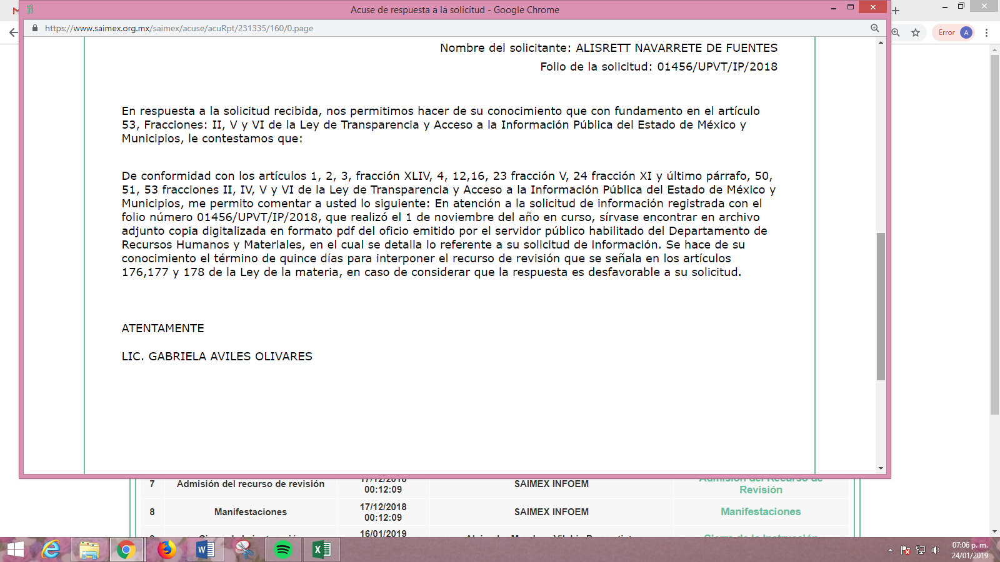 Acuse de respuesta a la solicitud - Google Chrome
https://www.saimex.org.mx/saimex/acuse/acuRpt/231335/160/0.page
Error A
Nombre del solicitante: ALISRETT NAVARRETE DE FUENTES
Folio de la solicitud: 01456/UPVT/IP/2018
En respuesta a la solicitud recibida, nos permitimos hacer de su conocimiento que con fundamento en el artículo
53, Fracciones: II, V y VI de la Ley de Transparencia y Acceso a la Información Pública del Estado de México y
Municipios, le contestamos que:
De conformidad con los artículos 1, 2, 3, fracción XLIV, 4, 12,16, 23 fracción V, 24 fracción XI y último párrafo, 50,
51, 53 fracciones II, IV, V y VI de la Ley de Transparencia y Acceso a la Información Pública del Estado de México y
Municipios, me permito comentar a usted lo siguiente: En atención a la solicitud de información registrada con el
folio número 01456/UPVT/IP/2018, que realizó el 1 de noviembre del año en curso, sírvase encontrar en archivo
adjunto copia digitalizada en formato pdf del oficio emitido por el servidor público habilitado del Departamento de
Recursos Humanos y Materiales, en el cual se detalla lo referente a su solicitud de información. Se hace de su
conocimiento el término de quince días para interponer el recurso de revisión que se señala en los artículos
176,177 y 178 de la Ley de la materia, en caso de considerar que la respuesta es desfavorable a su solicitud.
ATENTAMENTE
LIC. GABRIELA AVILES OLIVARES
7 Admisión del recurso de revisión 17/12/2018 SAIMEX INFOEM Admisión del Recurso de
00:12:09 Revisión
8 Manifestaciones 17/12/2018 SAIMEX INFOEM Manifestaciones
00:12:09
16/01/2019
07:06 p. m.
24/01/2019